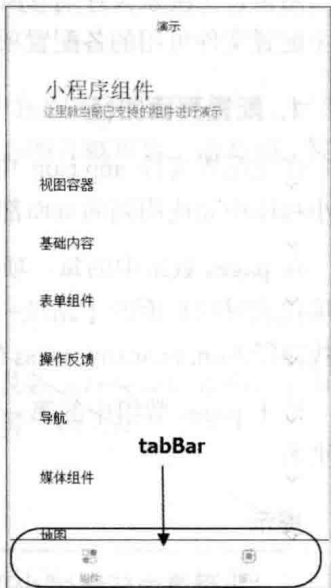 演示
小程序组件
这里就当前已支持的组件进行演示
视图容器
基础内容
表单组件
操作反馈
导航
tabBar
媒体组件
地图
组件